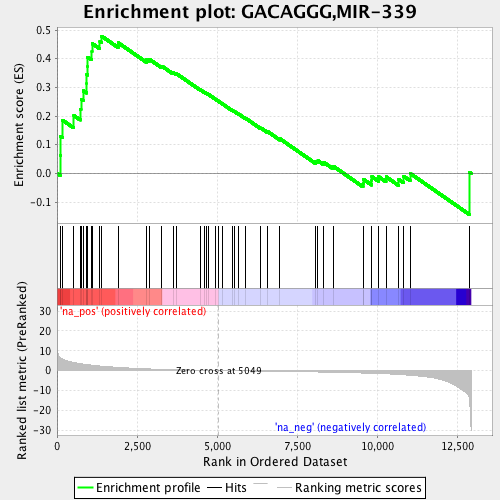 Enrichment plot: GACAGGG,MIR-339
Enrichment score (ES)
0.5
0.4
0.3
0.2
0.1
0.0
-0.1
'na_pos' (positively correlated)
Ranked list metric (PreRanked)
30
20
10
0
-10
-20
-30
Zero cross at 5049
'na_neg' (negatively correlated)
0
2,500
5,000
7,500
10,000
12,500
Rank in Ordered Dataset
Enrichment profile
Hits
Ranking metric scores